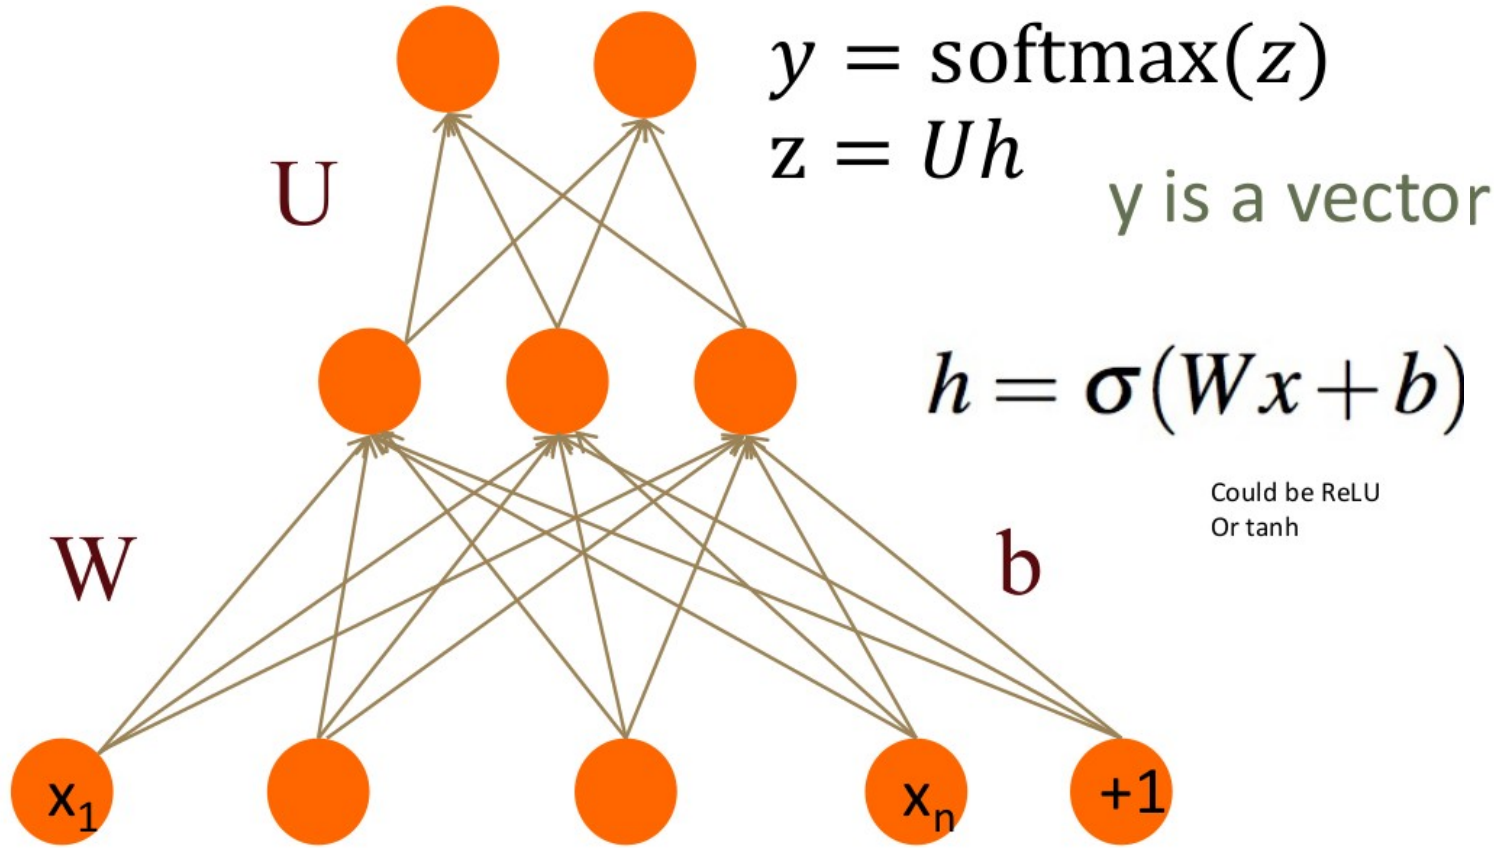 y = softmax(z)
z = Uh
U
y is a vector
h = σ(Wx + b)
Could be ReLU
Or tanh
W
b
x₁
xₙ
+1